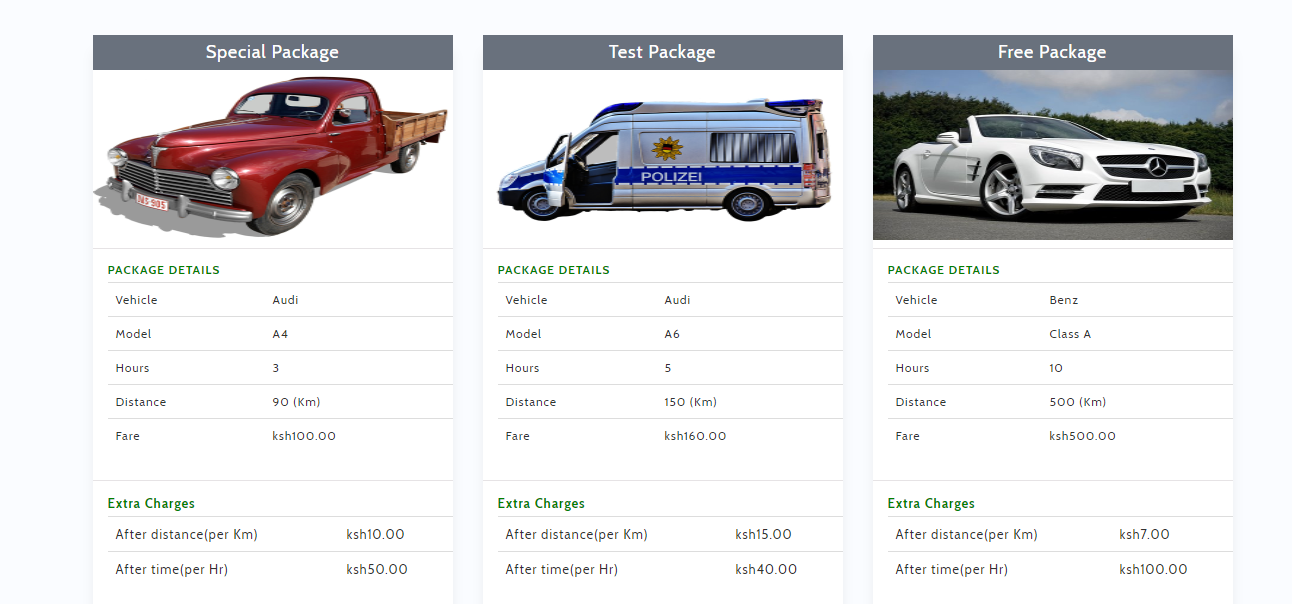 Special Package
JNS-905
PACKAGE DETAILS
Vehicle Audi
Model A4
Hours 3
Distance 90 (Km)
Fare ksh100.00
Extra Charges
After distance(per Km) ksh10.00
After time(per Hr) ksh50.00
Test Package
POLIZEI
PACKAGE DETAILS
Vehicle Audi
Model A6
Hours 5
Distance 150 (Km)
Fare ksh160.00
Extra Charges
After distance(per Km) ksh15.00
After time(per Hr) ksh40.00
Free Package
PACKAGE DETAILS
Vehicle Benz
Model Class A
Hours 10
Distance 500 (Km)
Fare ksh500.00
Extra Charges
After distance(per Km) ksh7.00
After time(per Hr) ksh100.00